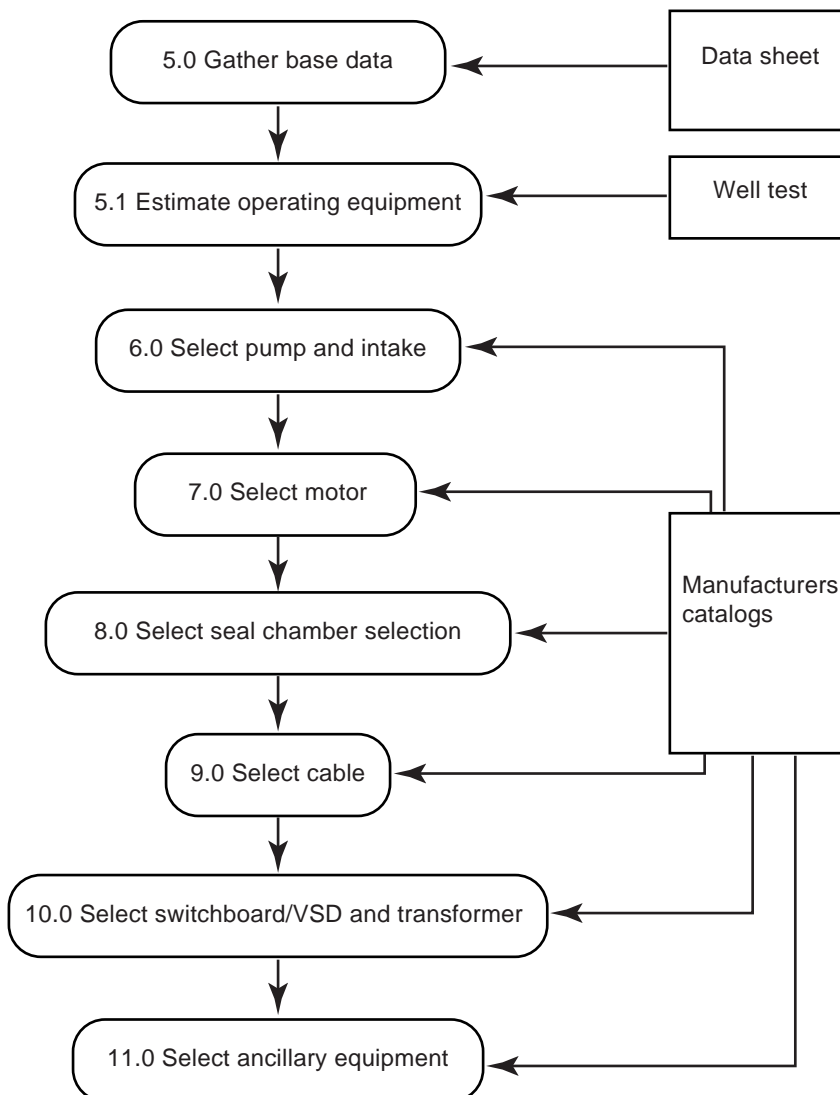 5.0 Gather base data
Data sheet
5.1 Estimate operating equipment
Well test
6.0 Select pump and intake
7.0 Select motor
Manufacturers
catalogs
8.0 Select seal chamber selection
9.0 Select cable
10.0 Select switchboard/VSD and transformer
11.0 Select ancillary equipment